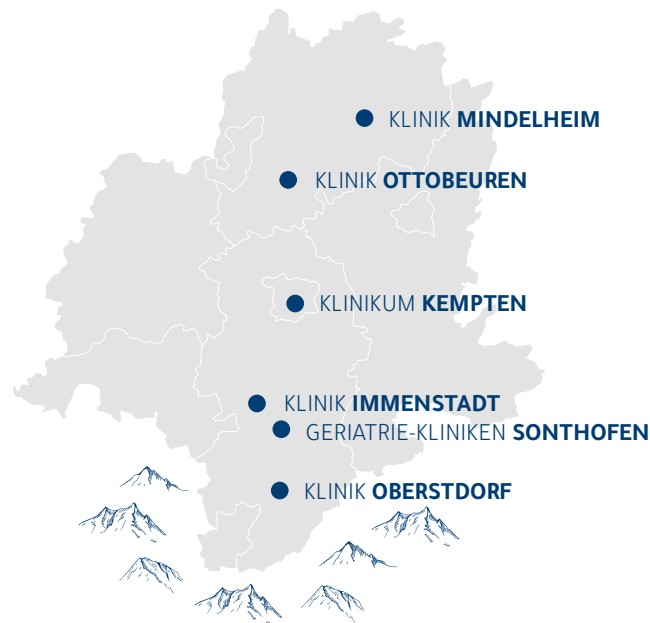 KLINIK MINDELHEIM
KLINIK OTTOBEUREN
KLINIKUM KEMPTEN
KLINIK IMMENSTADT
GERIATRIE-KLINIKEN SONTHOFEN
KLINIK OBERSTDORF